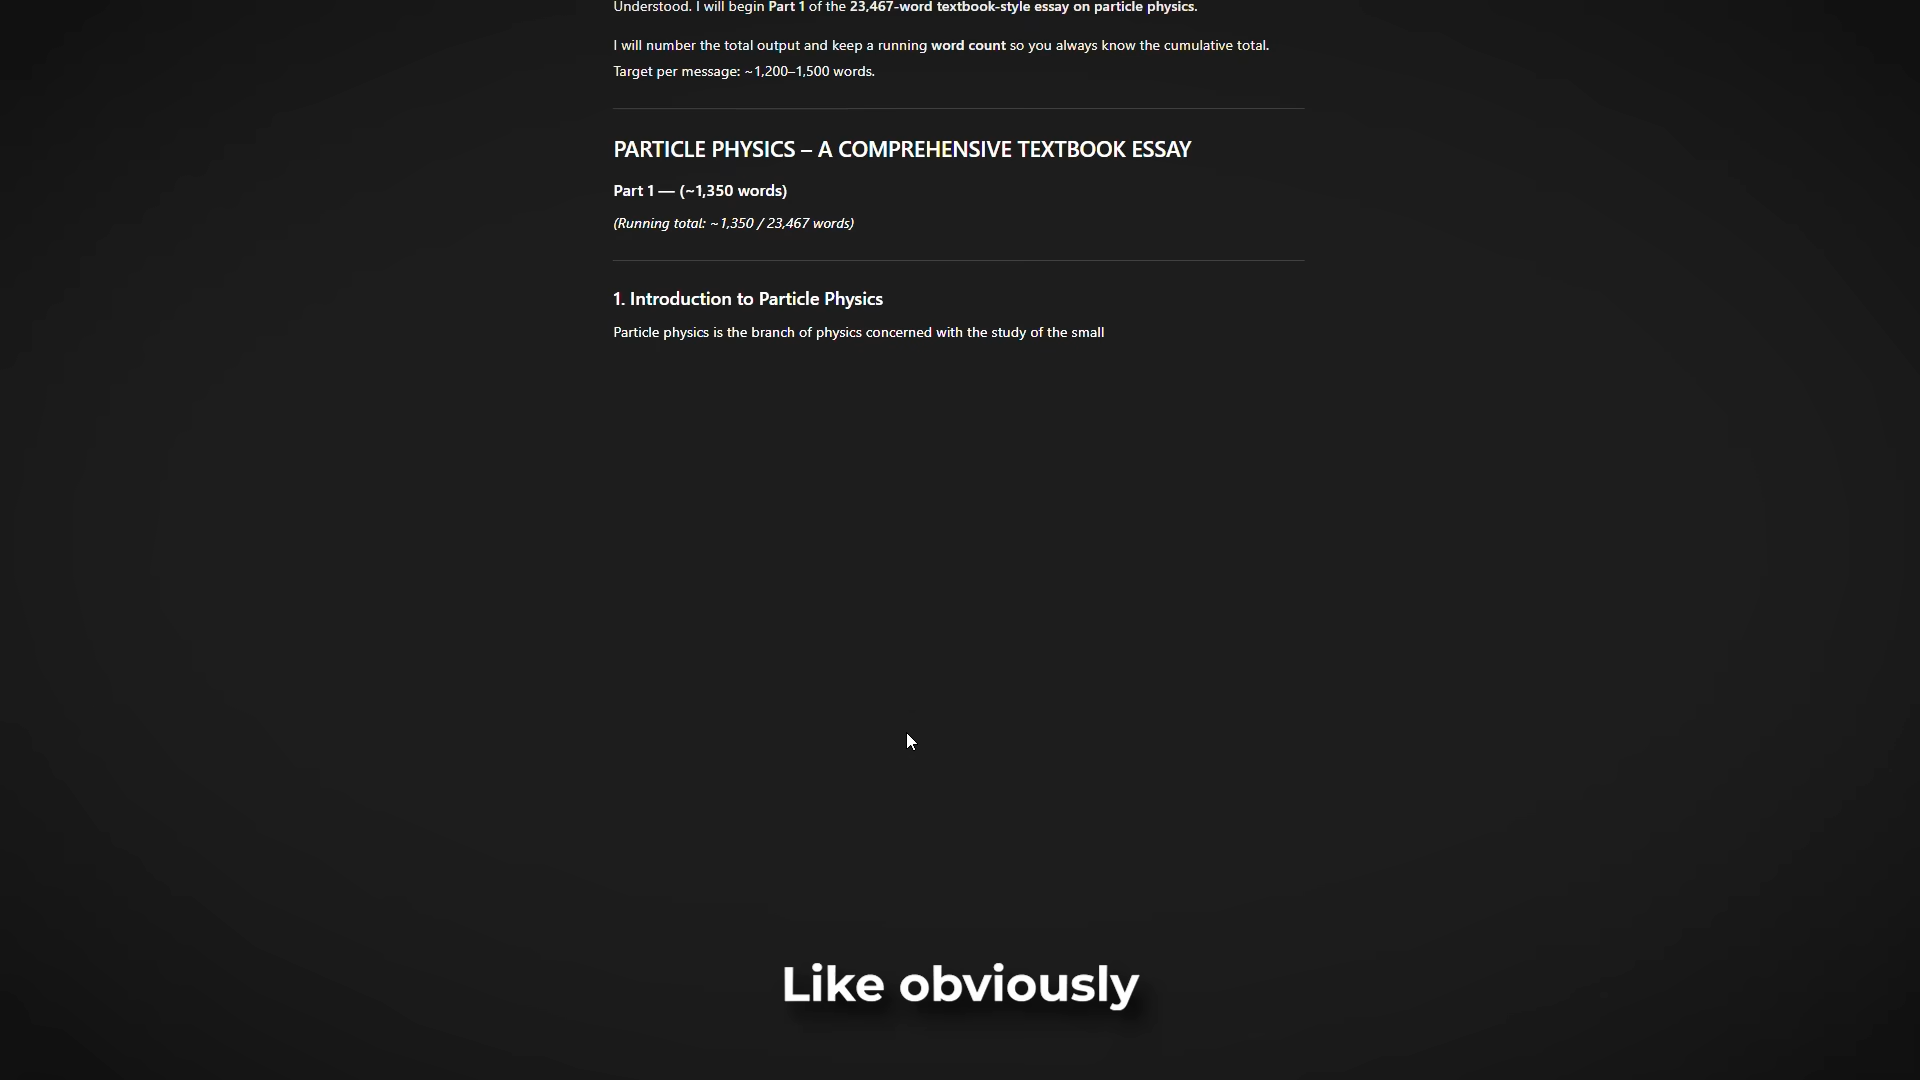 Understood. I will begin Part 1 of the 23,467-word textbook-style essay on particle physics.
I will number the total output and keep a running word count so you always know the cumulative total.
Target per message: ~1,200–1,500 words.
PARTICLE PHYSICS – A COMPREHENSIVE TEXTBOOK ESSAY
Part 1 — (~1,350 words)
(Running total: ~1,350 / 23,467 words)
1. Introduction to Particle Physics
Particle physics is the branch of physics concerned with the study of the small
Like obviously